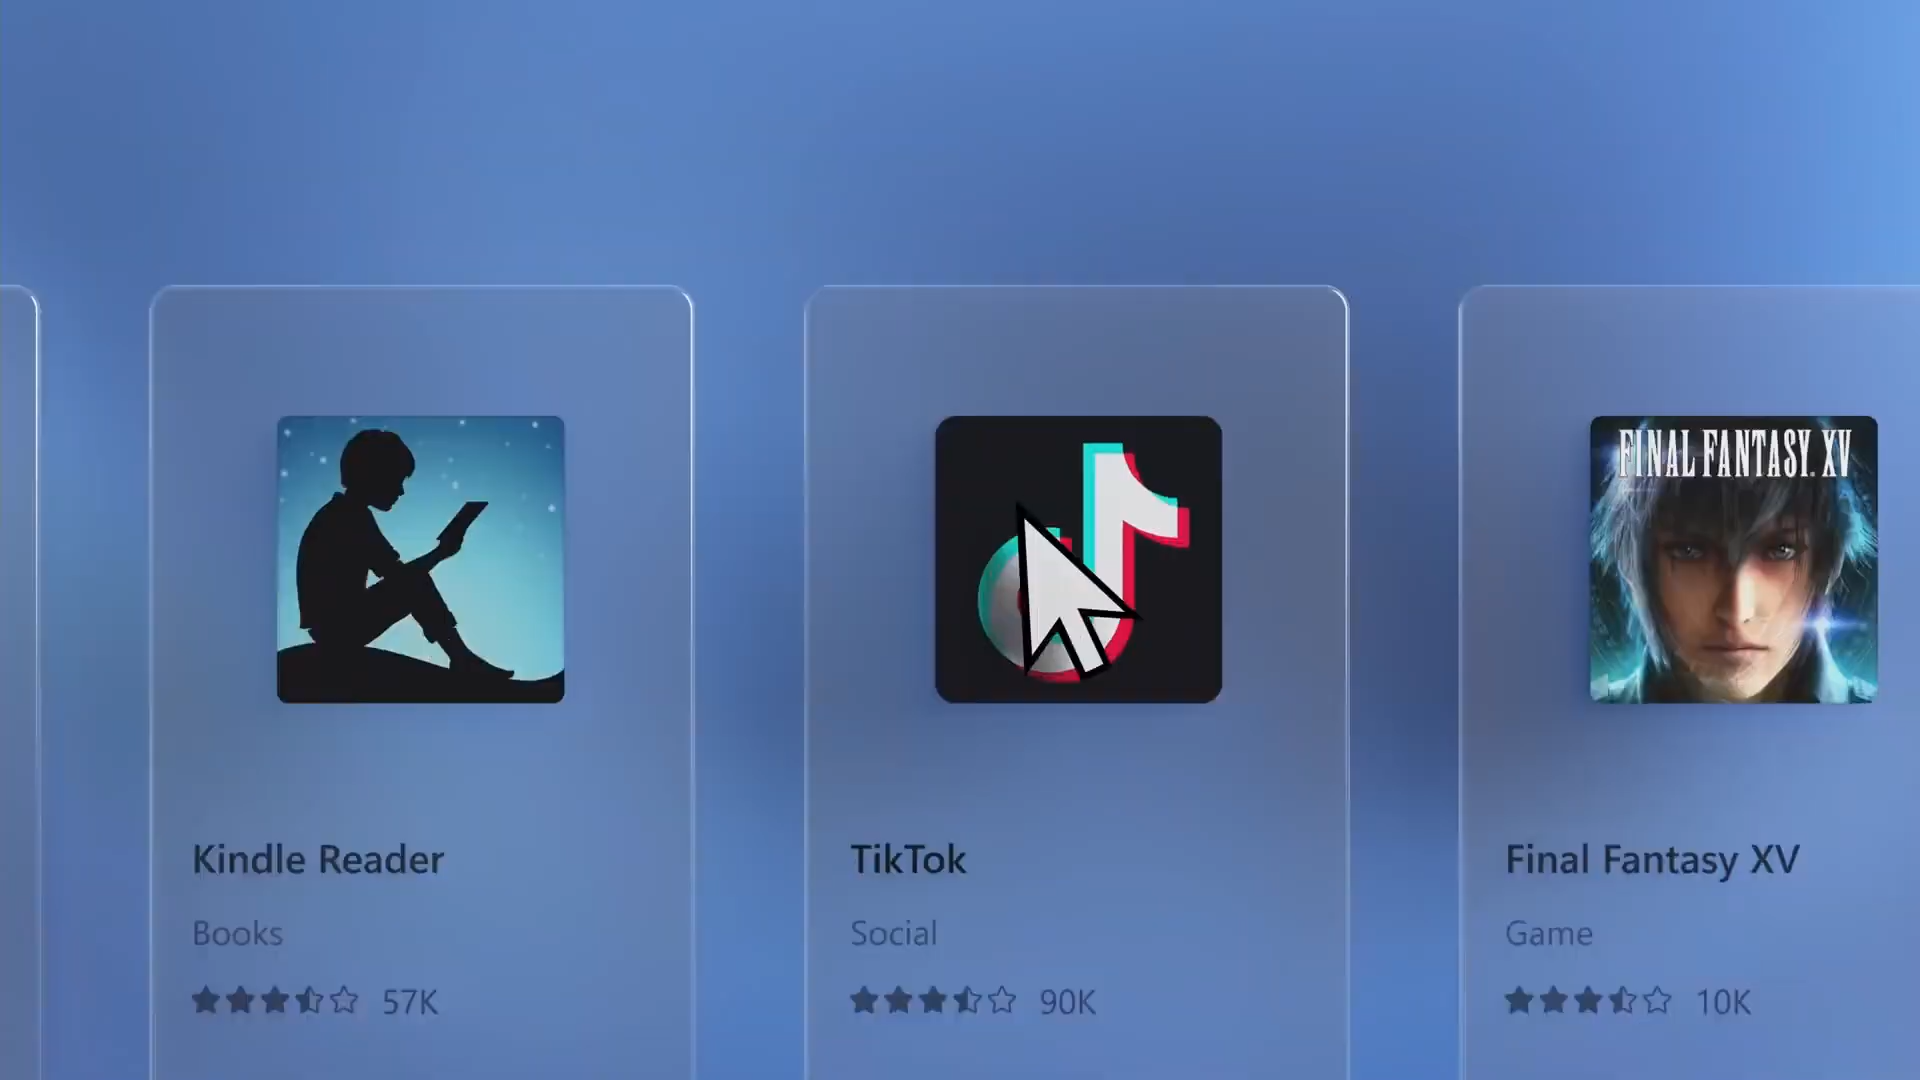 FINAL FANTASY XV
Kindle Reader
Books
57K
TikTok
Social
90K
Final Fantasy XV
Game
10K